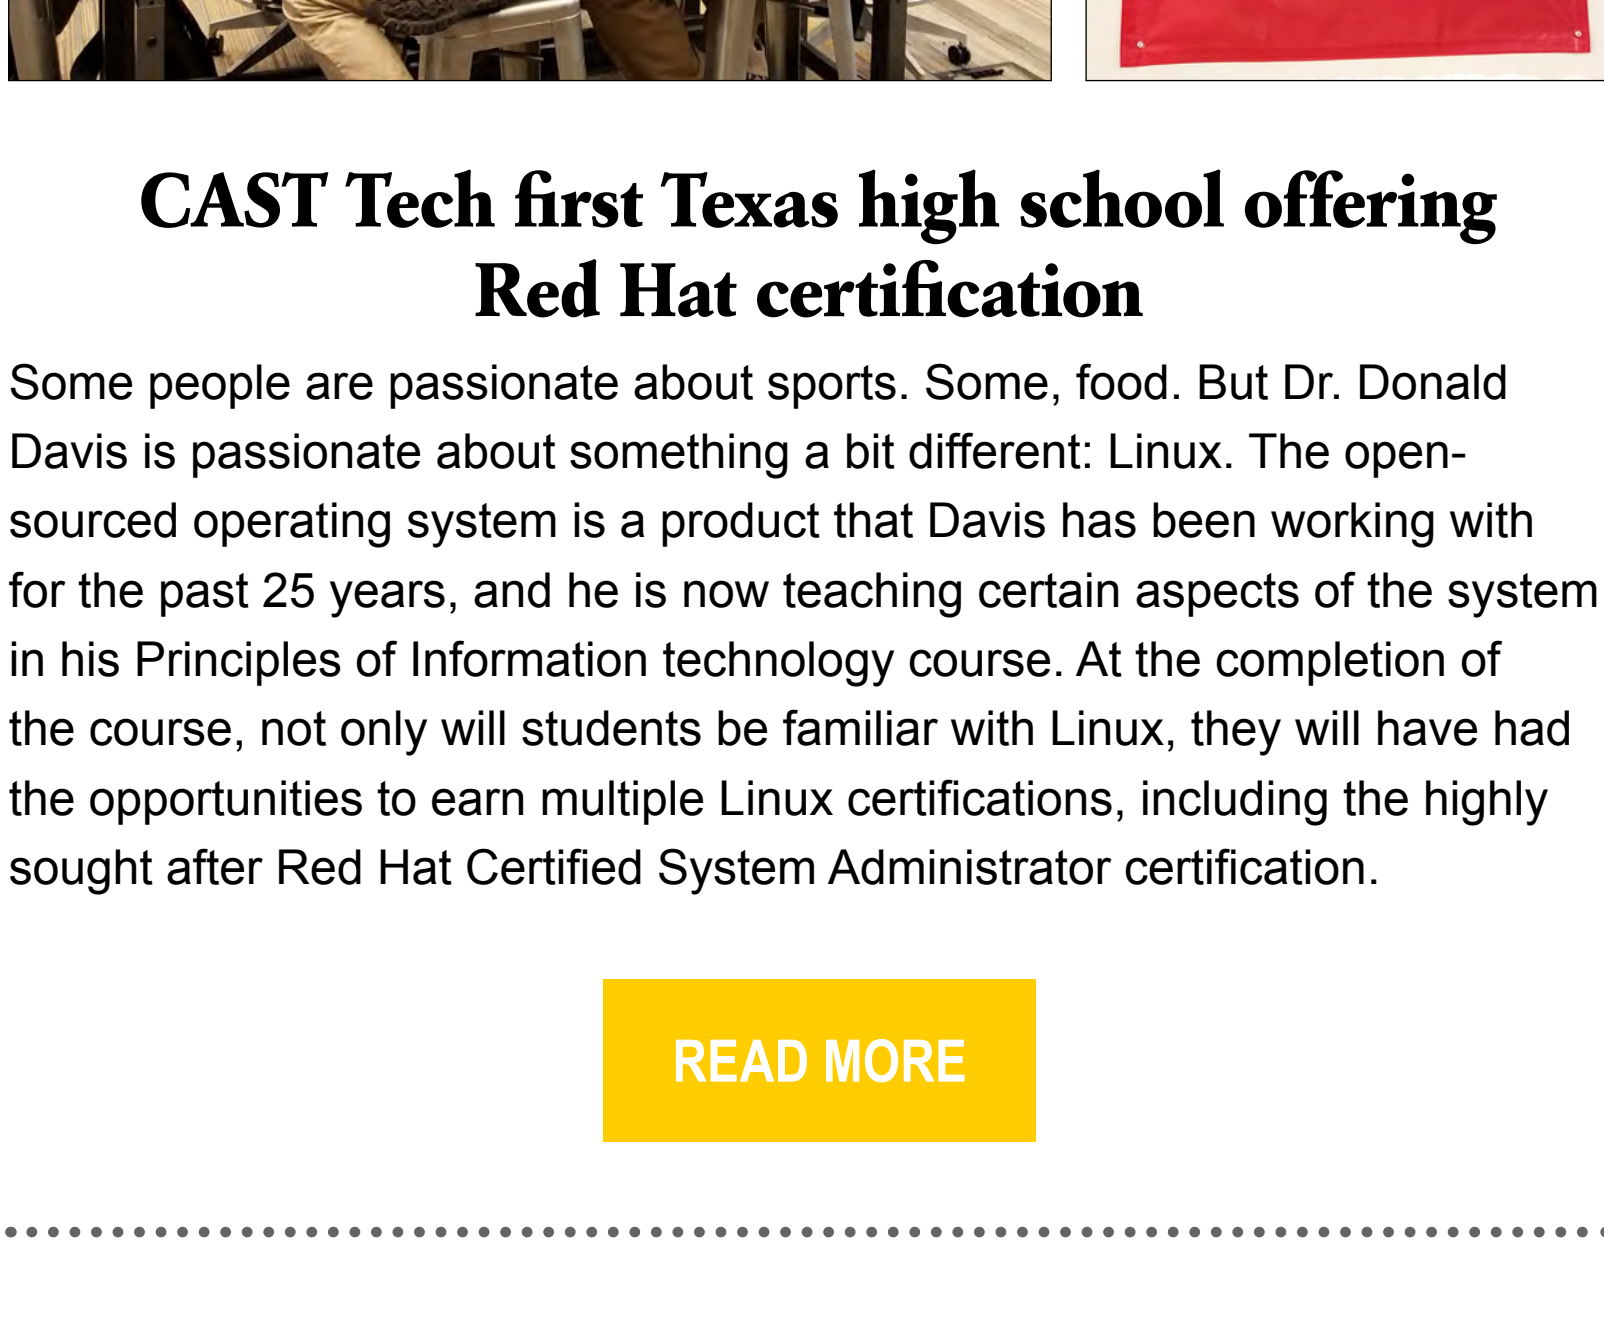 CAST Tech first Texas high school offering
Red Hat certification
Some people are passionate about sports. Some, food. But Dr. Donald
Davis is passionate about something a bit different: Linux. The open-
sourced operating system is a product that Davis has been working with
for the past 25 years, and he is now teaching certain aspects of the system
in his Principles of Information technology course. At the completion of
the course, not only will students be familiar with Linux, they will have had
the opportunities to earn multiple Linux certifications, including the highly
sought after Red Hat Certified System Administrator certification.
READ MORE